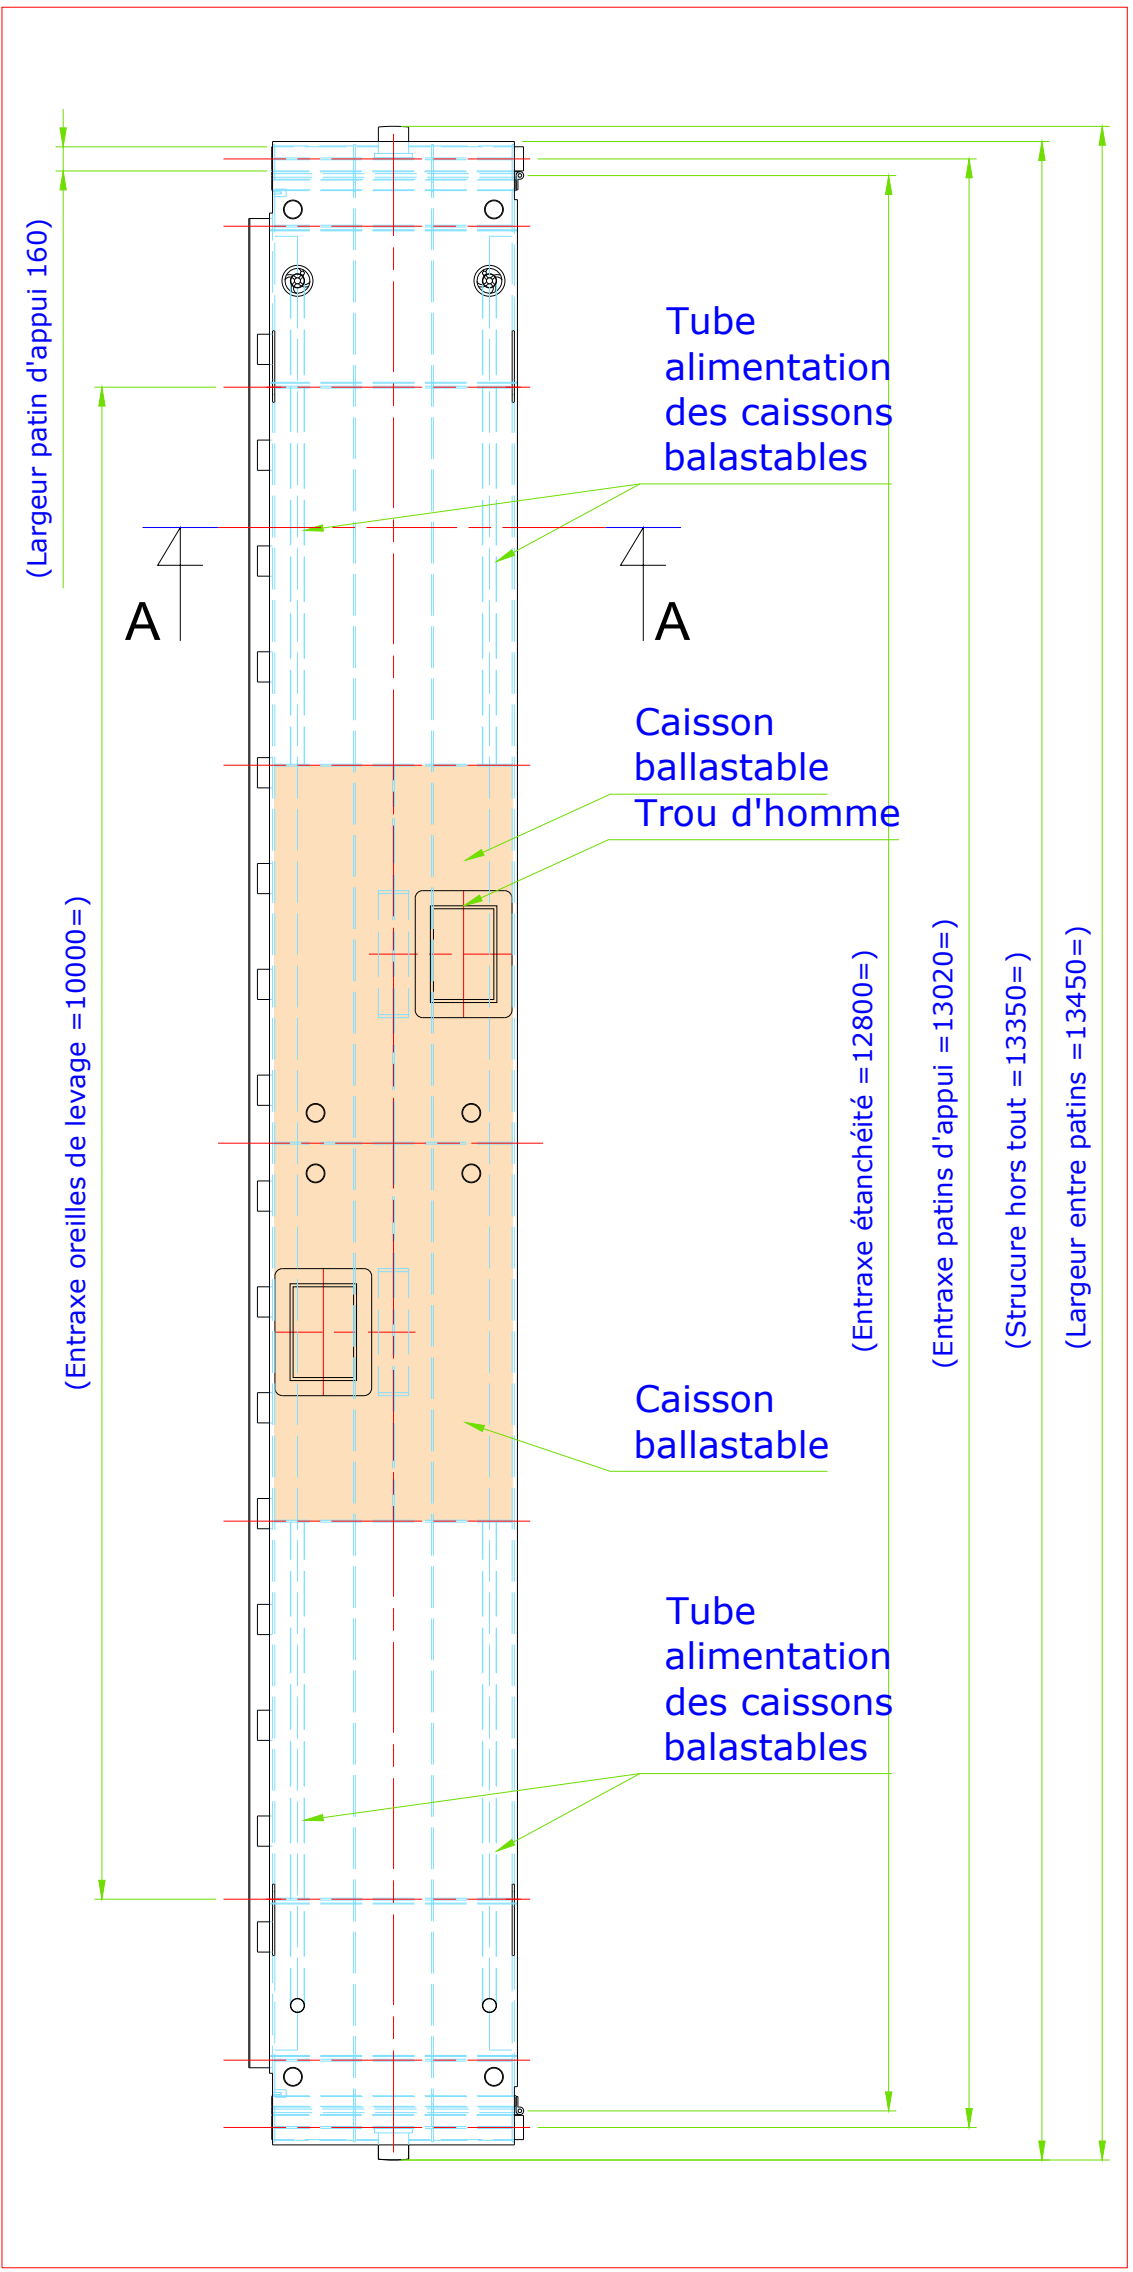 (Largeur patin d'appui 160)
Tube
alimentation
des caissons
balastables
A
A
Caisson
ballastable
Trou d'homme
(Entraxe oreilles de levage =10000=)
(Entraxe étanchéité =12800=)
(Entraxe patins d'appui =13020=)
(Strucure hors tout =13350=)
(Largeur entre patins =13450=)
Caisson
ballastable
Tube
alimentation
des caissons
balastables